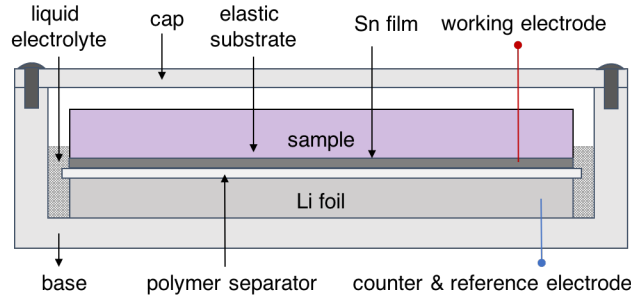 liquid
electrolyte
cap
elastic
substrate
Sn film
working electrode
sample
Li foil
base
polymer separator
counter & reference electrode